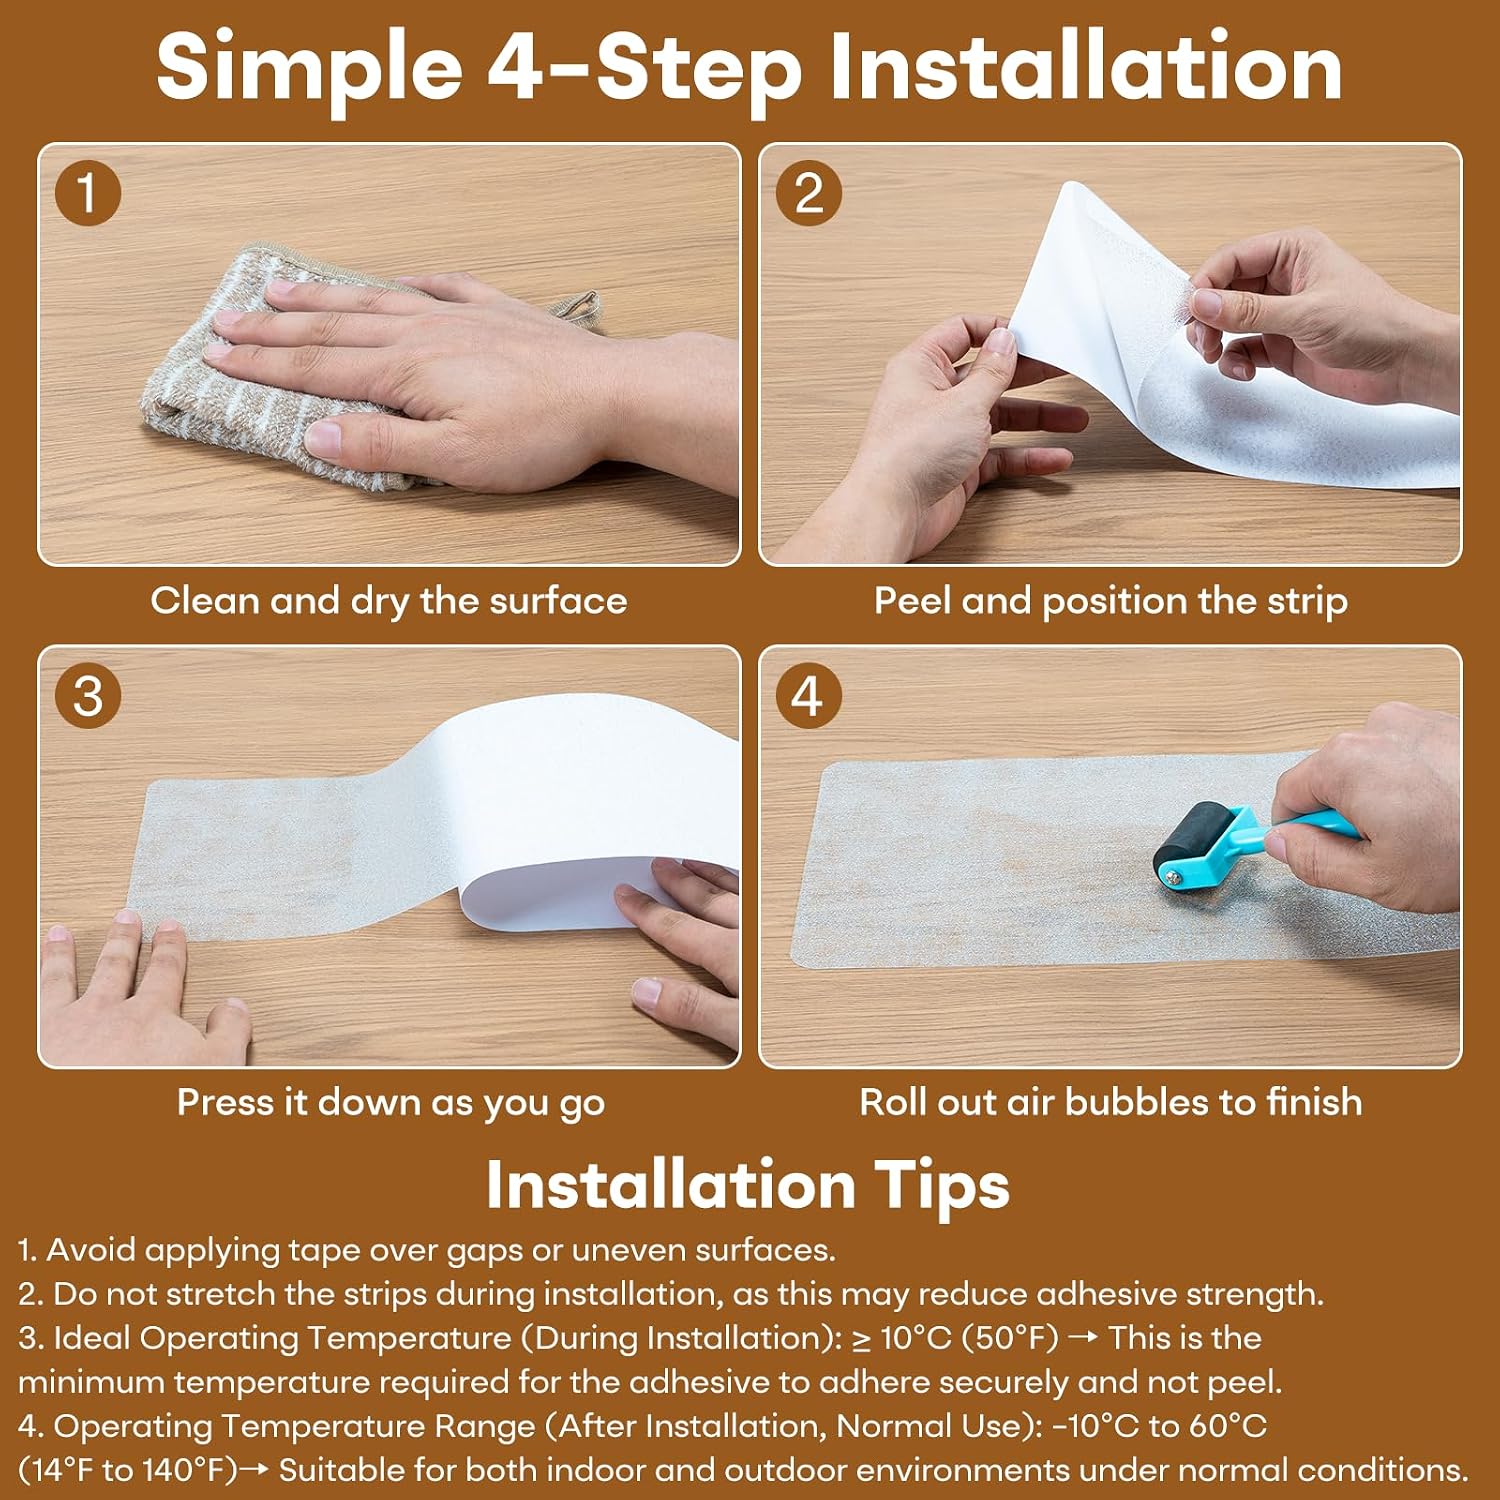 Simple 4-Step Installation
1
2
Clean and dry the surface
Peel and position the strip
3
4
Press it down as you go
Roll out air bubbles to finish
Installation Tips
1. Avoid applying tape over gaps or uneven surfaces.
2. Do not stretch the strips during installation, as this may reduce adhesive strength.
3. Ideal Operating Temperature (During Installation): ≥ 10°C (50°F) → This is the
minimum temperature required for the adhesive to adhere securely and not peel.
4. Operating Temperature Range (After Installation, Normal Use): -10°C to 60°C
(14°F to 140°F)→ Suitable for both indoor and outdoor environments under normal conditions.